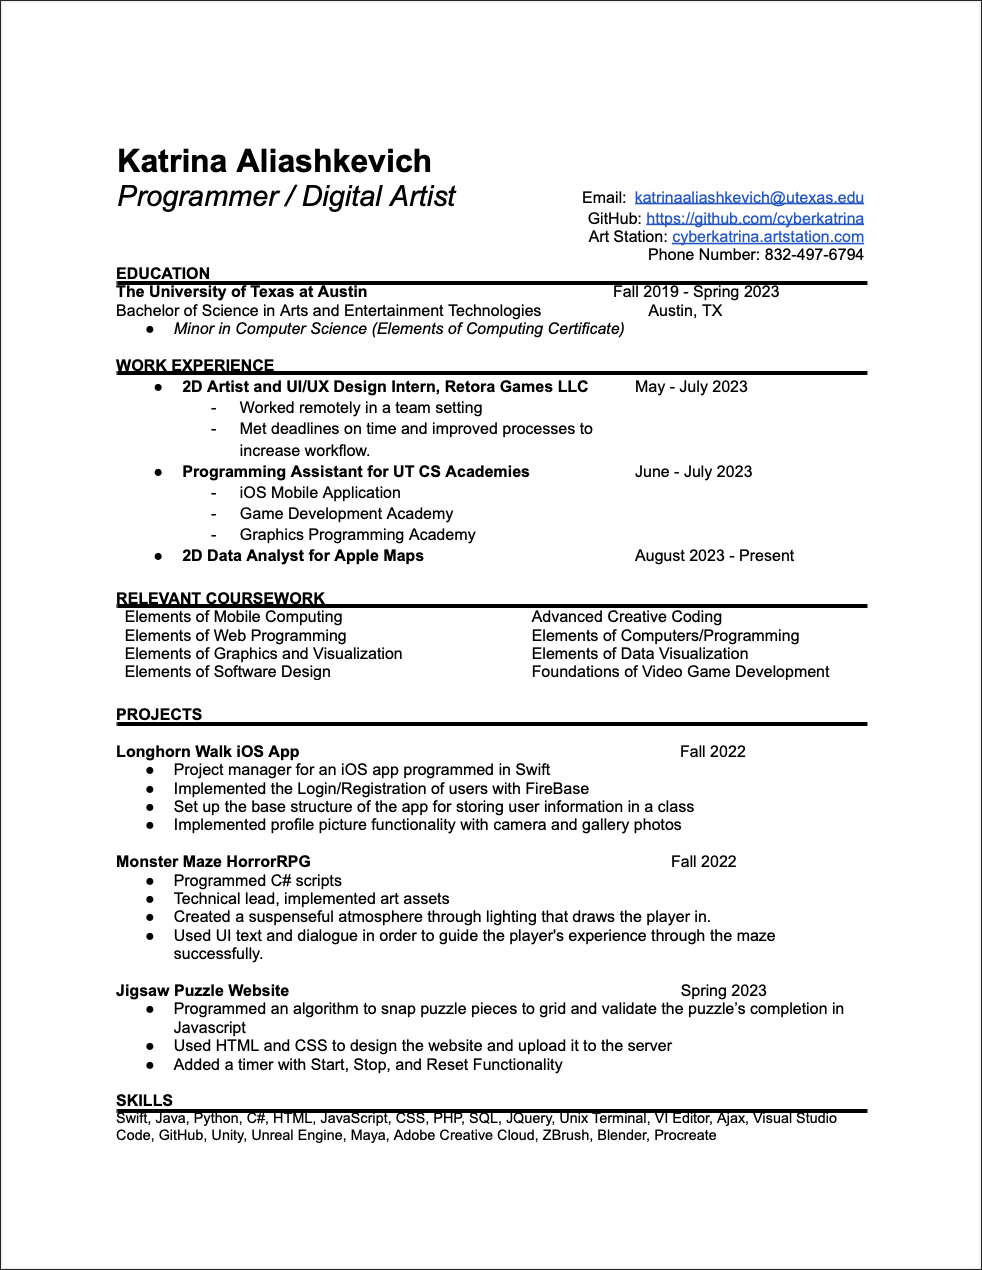 Katrina Aliashkevich
Programmer / Digital Artist
Email: katrinaaliashkevich@utexas.edu
GitHub: https://github.com/cyberkatrina
Art Station: cyberkatrina.artstation.com
Phone Number: 832-497-6794
EDUCATION
The University of Texas at Austin Fall 2019 - Spring 2023
Bachelor of Science in Arts and Entertainment Technologies Austin, TX
● Minor in Computer Science (Elements of Computing Certificate)
WORK EXPERIENCE
● 2D Artist and UI/UX Design Intern, Retora Games LLC May - July 2023
- Worked remotely in a team setting
- Met deadlines on time and improved processes to
increase workflow.
● Programming Assistant for UT CS Academies June - July 2023
- iOS Mobile Application
- Game Development Academy
- Graphics Programming Academy
● 2D Data Analyst for Apple Maps August 2023 - Present
RELEVANT COURSEWORK
Elements of Mobile Computing Advanced Creative Coding
Elements of Web Programming Elements of Computers/Programming
Elements of Graphics and Visualization Elements of Data Visualization
Elements of Software Design Foundations of Video Game Development
PROJECTS
Longhorn Walk iOS App Fall 2022
● Project manager for an iOS app programmed in Swift
● Implemented the Login/Registration of users with FireBase
● Set up the base structure of the app for storing user information in a class
● Implemented profile picture functionality with camera and gallery photos
Monster Maze HorrorRPG Fall 2022
● Programmed C# scripts
● Technical lead, implemented art assets
● Created a suspenseful atmosphere through lighting that draws the player in.
● Used UI text and dialogue in order to guide the player's experience through the maze
successfully.
Jigsaw Puzzle Website Spring 2023
● Programmed an algorithm to snap puzzle pieces to grid and validate the puzzle’s completion in
Javascript
● Used HTML and CSS to design the website and upload it to the server
● Added a timer with Start, Stop, and Reset Functionality
SKILLS
Swift, Java, Python, C#, HTML, JavaScript, CSS, PHP, SQL, JQuery, Unix Terminal, VI Editor, Ajax, Visual Studio
Code, GitHub, Unity, Unreal Engine, Maya, Adobe Creative Cloud, ZBrush, Blender, Procreate